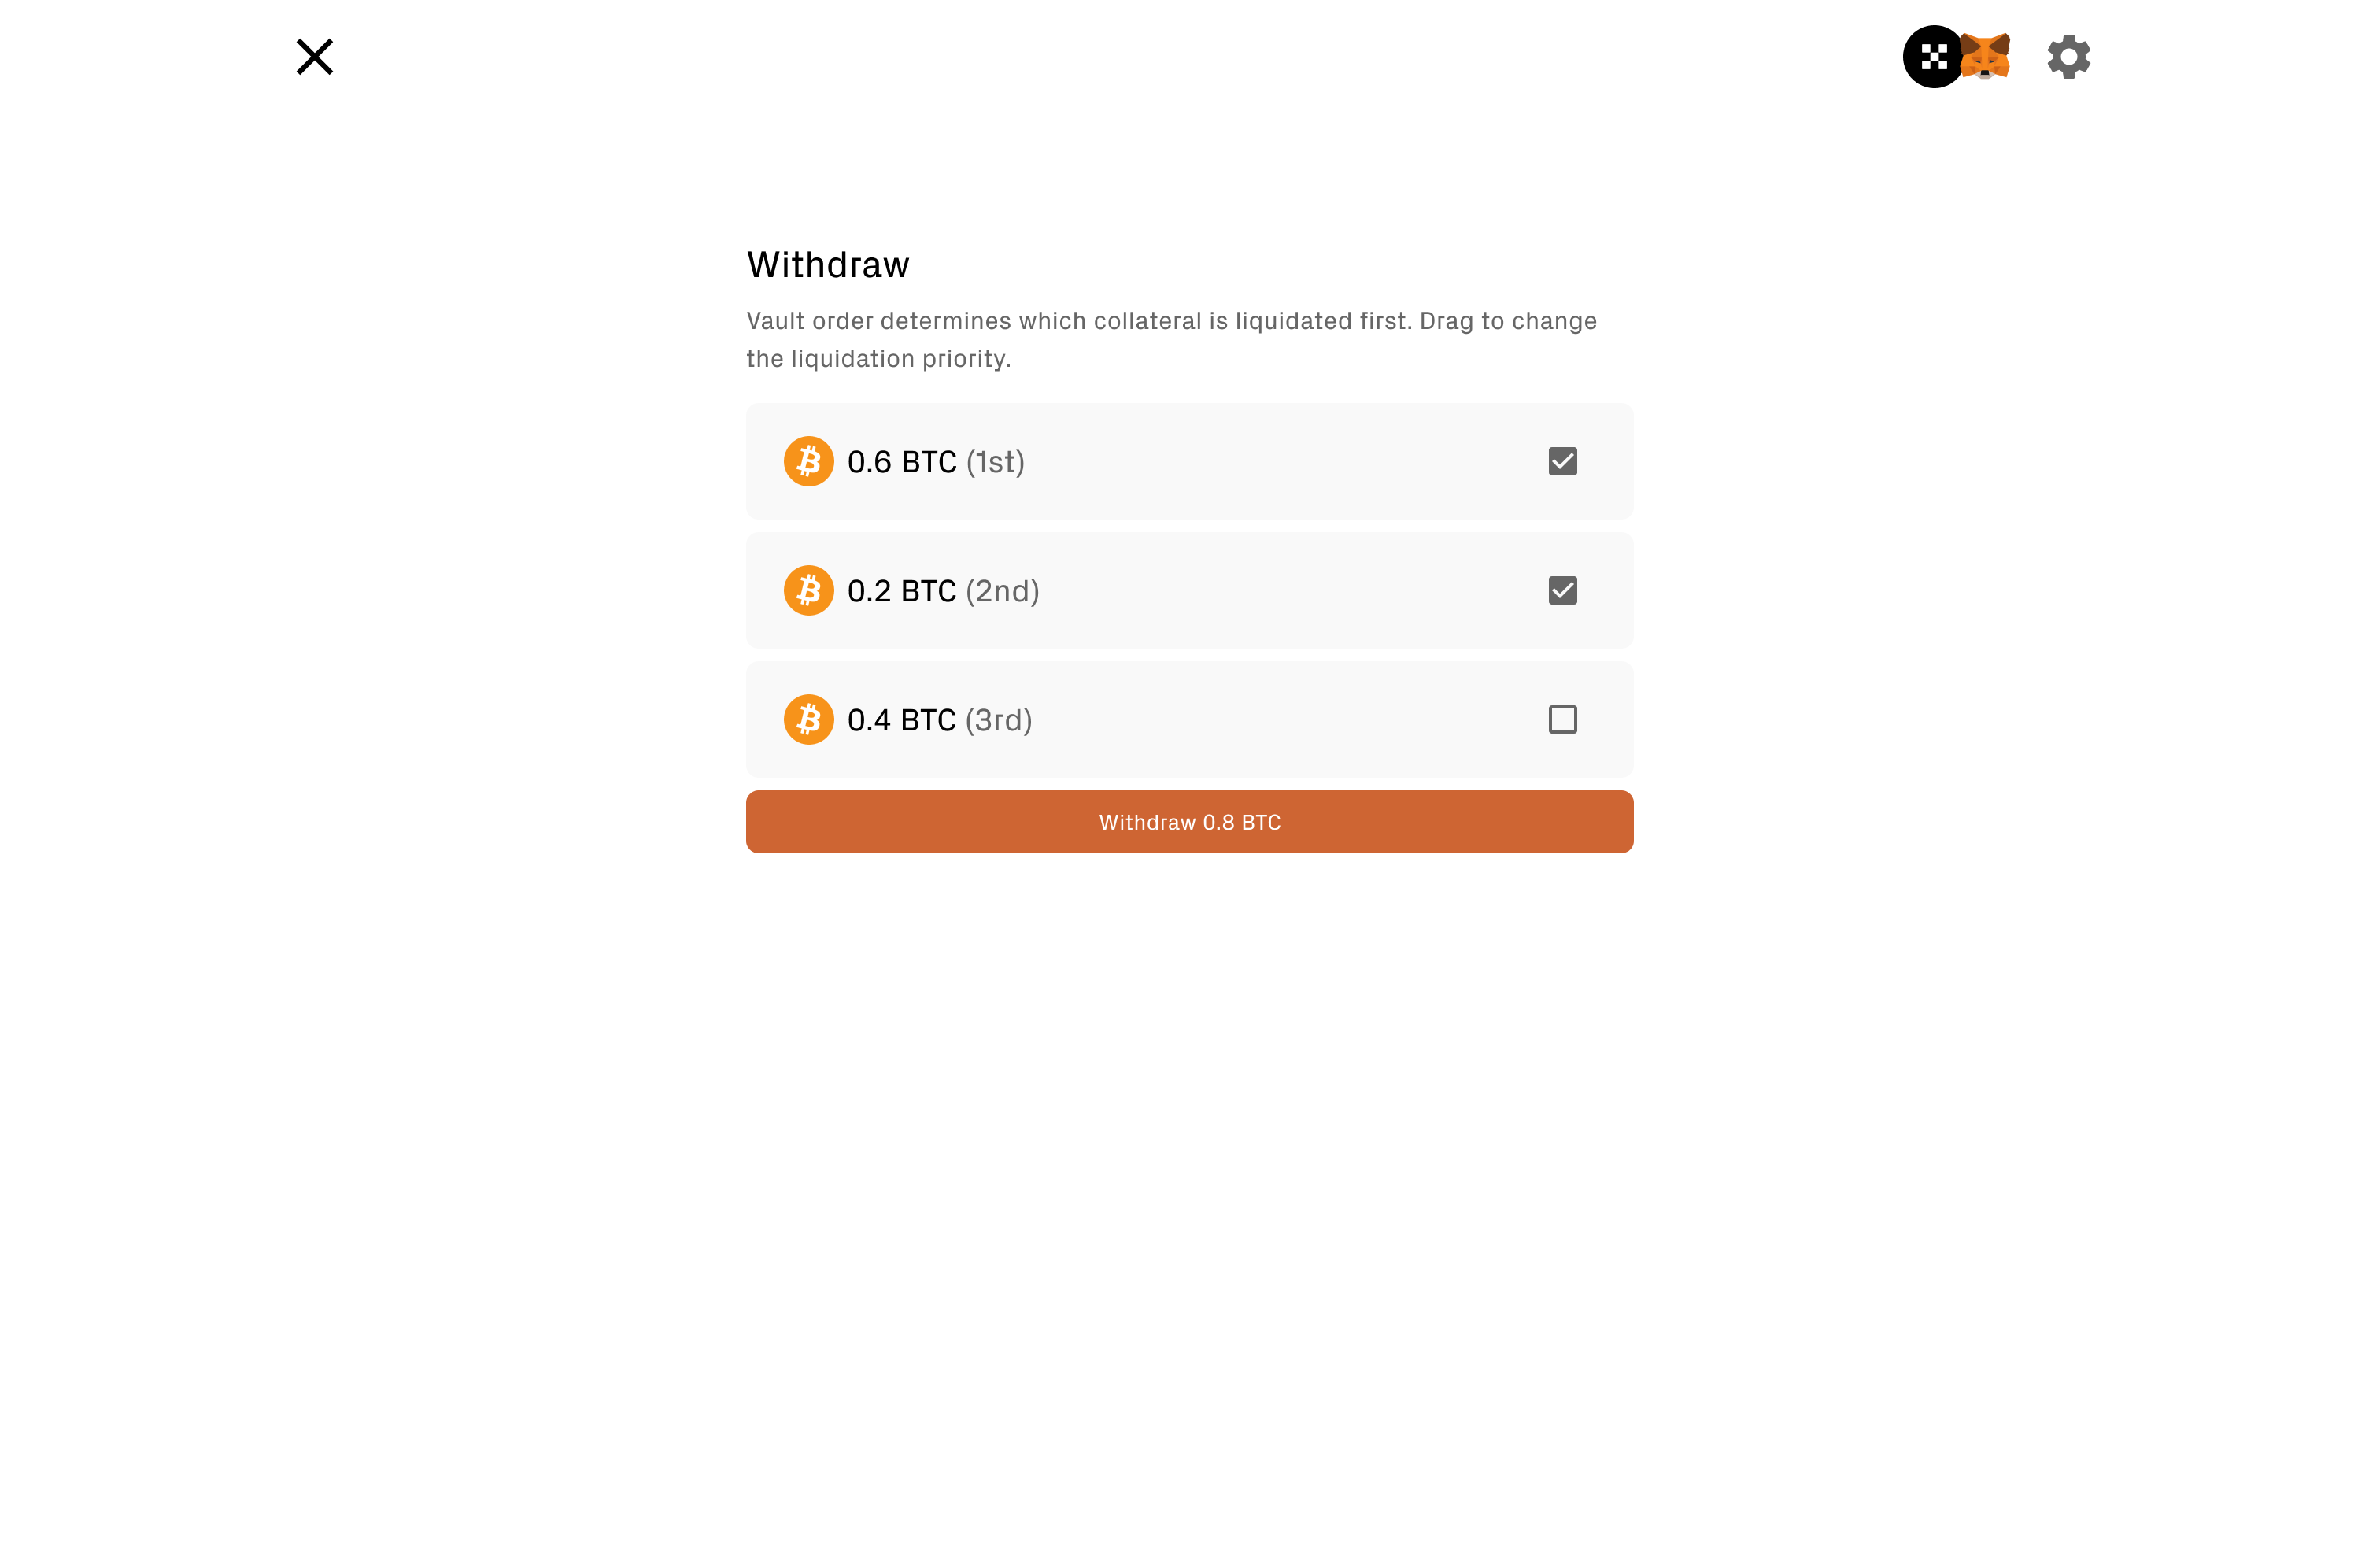 Withdraw
Vault order determines which collateral is liquidated first. Drag to change
the liquidation priority.
0.6 BTC (1st)
0.2 BTC (2nd)
0.4 BTC (3rd)
Withdraw 0.8 BTC